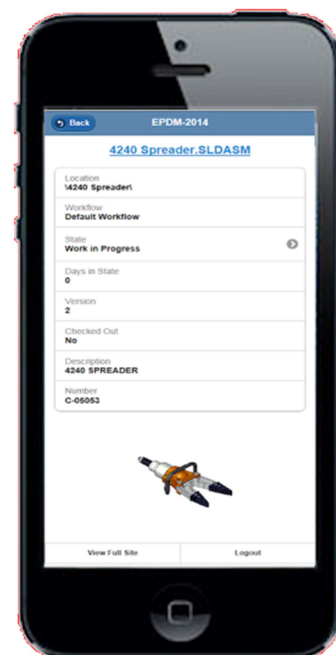 Back
EPDM-2014
4240 Spreader.SLDASM
Location
\4240 Spreader\
Workflow
Default Workflow
State
Work in Progress
Days in State
0
Version
2
Checked Out
No
Description
4240 SPREADER
Number
C-05053
View Full Site
Logout